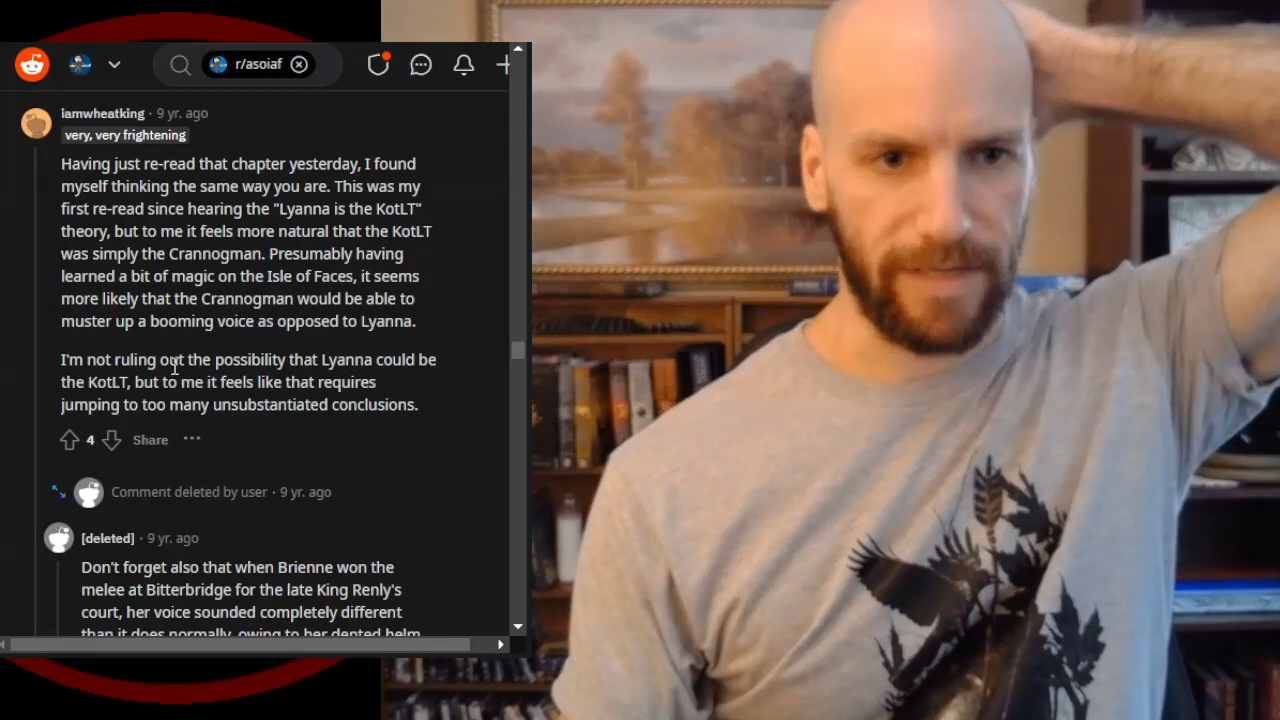 r/asoiaf
iamwheatking · 9 yr. ago
very, very frightening
Having just re-read that chapter yesterday, I found
myself thinking the same way you are. This was my
first re-read since hearing the "Lyanna is the KotLT"
theory, but to me it feels more natural that the KotLT
was simply the Crannogman. Presumably having
learned a bit of magic on the Isle of Faces, it seems
more likely that the Crannogman would be able to
muster up a booming voice as opposed to Lyanna.
I'm not ruling out the possibility that Lyanna could be
the KotLT, but to me it feels like that requires
jumping to too many unsubstantiated conclusions.
4 Share
Comment deleted by user · 9 yr. ago
[deleted] · 9 yr. ago
Don't forget also that when Brienne won the
melee at Bitterbridge for the late King Renly's
court, her voice sounded completely different
than it does normally, owing to her dented helm